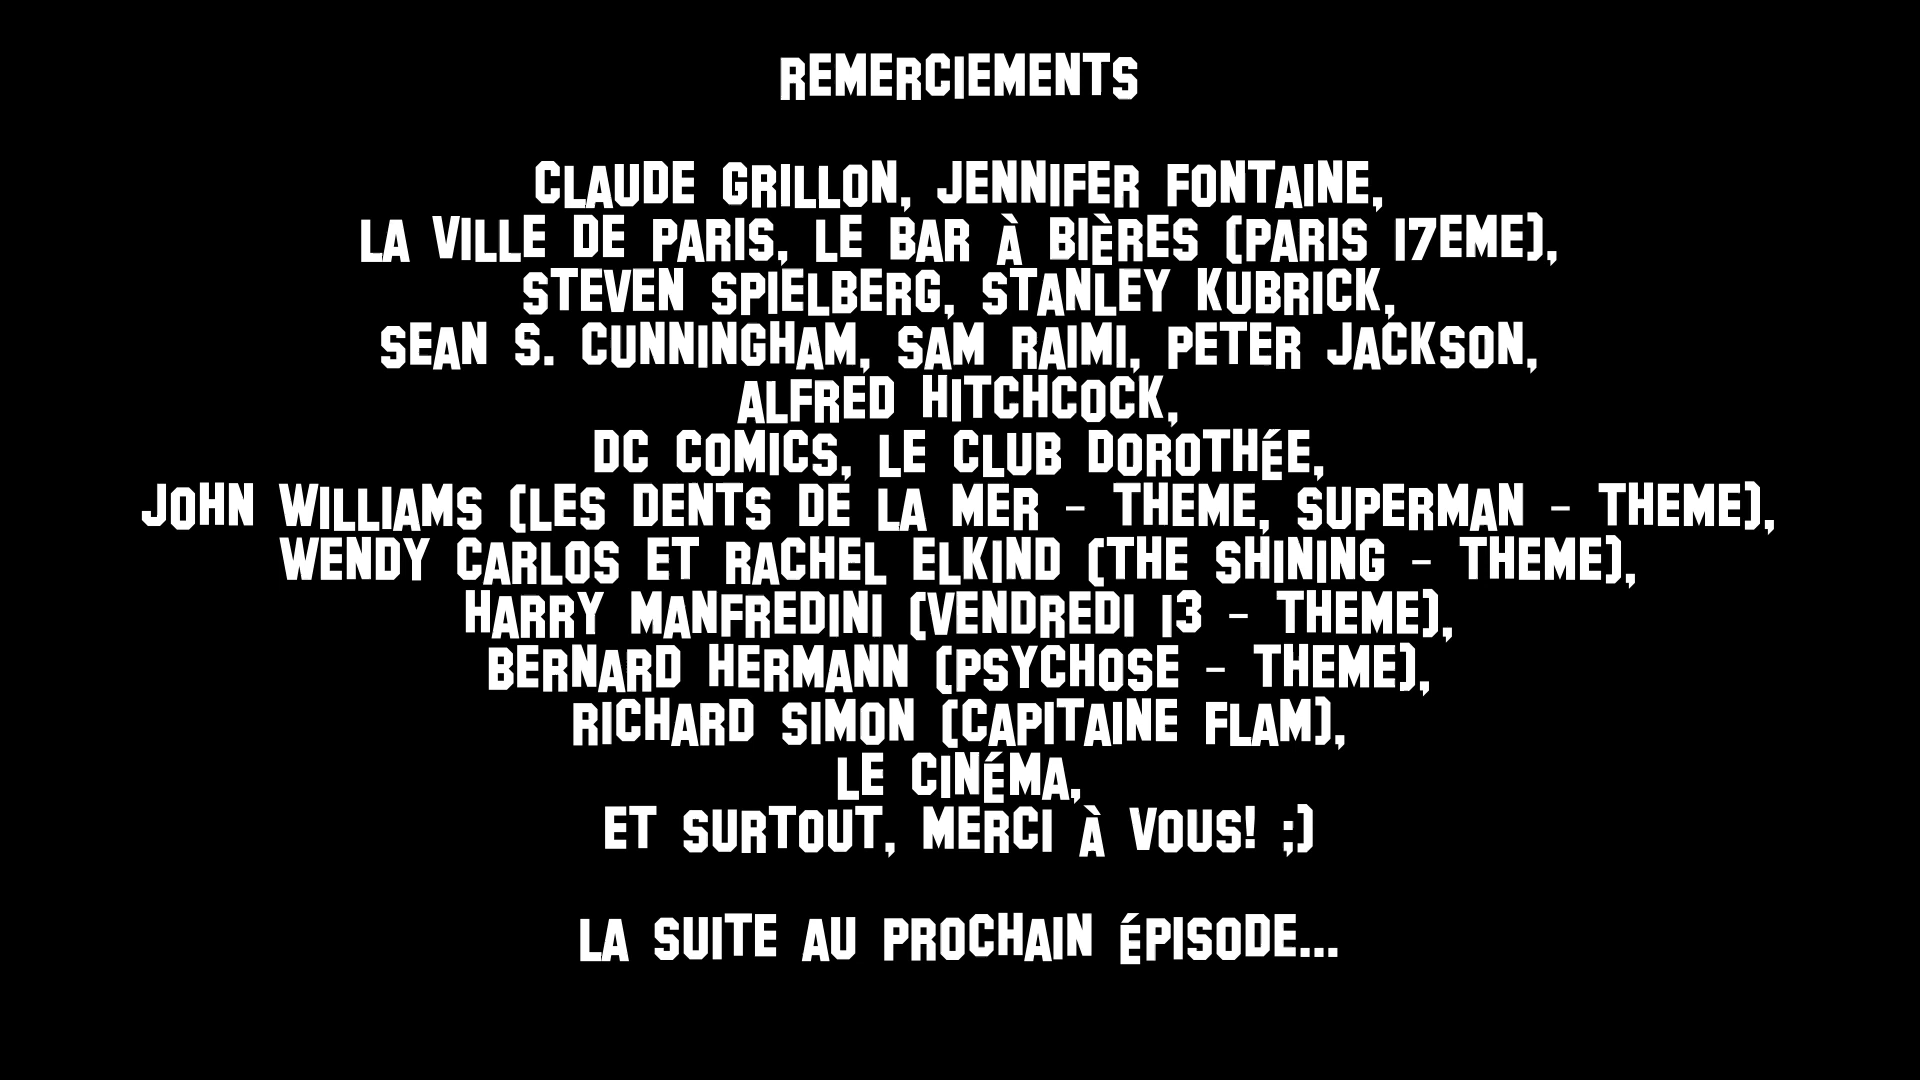 REMERCIEMENTS
CLAUDE GRILLON, JENNIFER FONTAINE,
LA VILLE DE PARIS, LE BAR À BIÈRES (PARIS 17EME),
STEVEN SPIELBERG, STANLEY KUBRICK,
SEAN S. CUNNINGHAM, SAM RAIMI, PETER JACKSON,
ALFRED HITCHCOCK,
DC COMICS, LE CLUB DOROTHÉE,
JOHN WILLIAMS (LES DENTS DE LA MER - THEME, SUPERMAN - THEME),
WENDY CARLOS ET RACHEL ELKIND (THE SHINING - THEME),
HARRY MANFREDINI (VENDREDI 13 - THEME),
BERNARD HERMANN (PSYCHOSE - THEME),
RICHARD SIMON (CAPITAINE FLAM),
LE CINÉMA,
ET SURTOUT, MERCI À VOUS! ;)
LA SUITE AU PROCHAIN ÉPISODE...